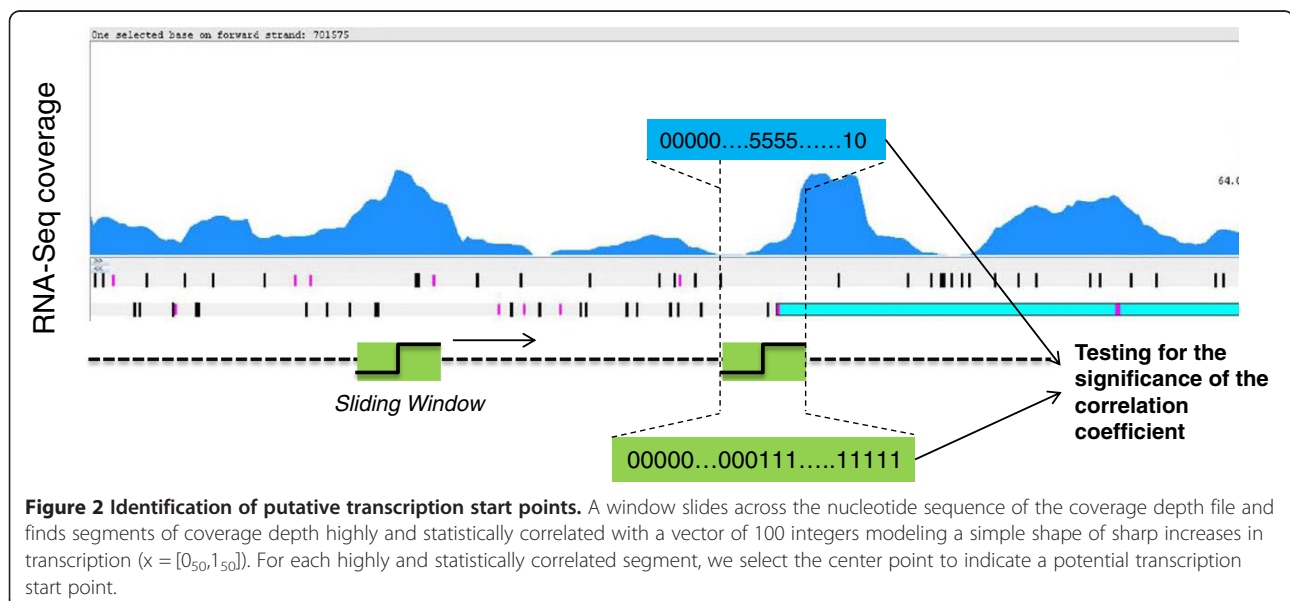 One selected base on forward strand: 701575
RNA-Seq coverage
00000....5555......10
64.0
>>
<<
Sliding Window
Testing for the
significance of the
correlation
coefficient
00000...000111.....11111
Figure 2 Identification of putative transcription start points. A window slides across the nucleotide sequence of the coverage depth file and
finds segments of coverage depth highly and statistically correlated with a vector of 100 integers modeling a simple shape of sharp increases in
transcription (x = [0₅₀,1₅₀]). For each highly and statistically correlated segment, we select the center point to indicate a potential transcription
start point.